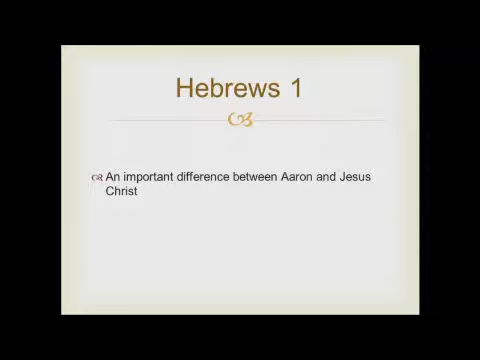 Hebrews 1
An important difference between Aaron and Jesus
Christ